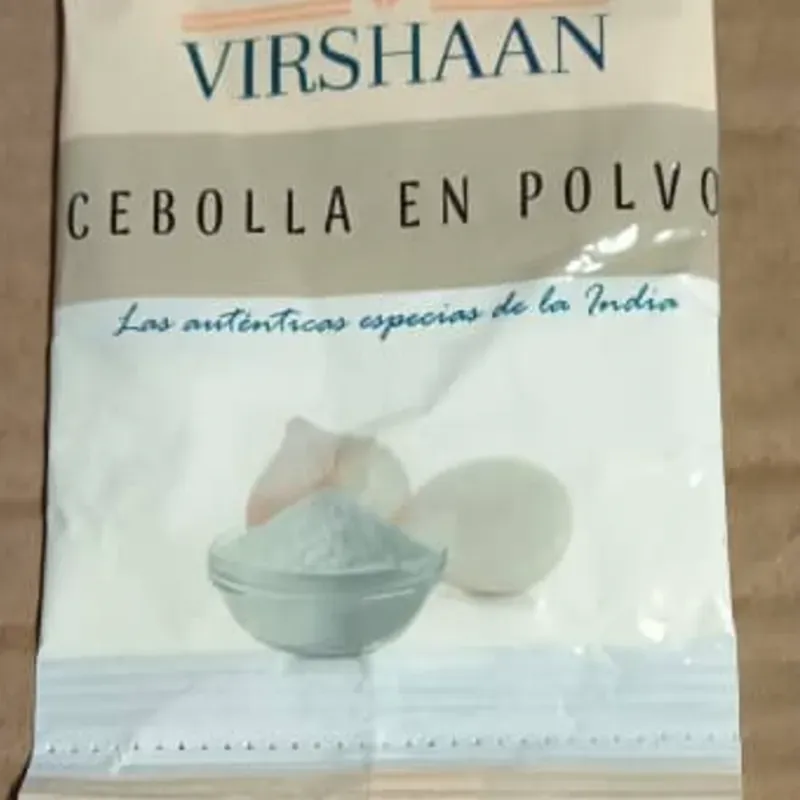 VIRSHAAN
CEBOLLA EN POLVO
Las auténticas especias de la India